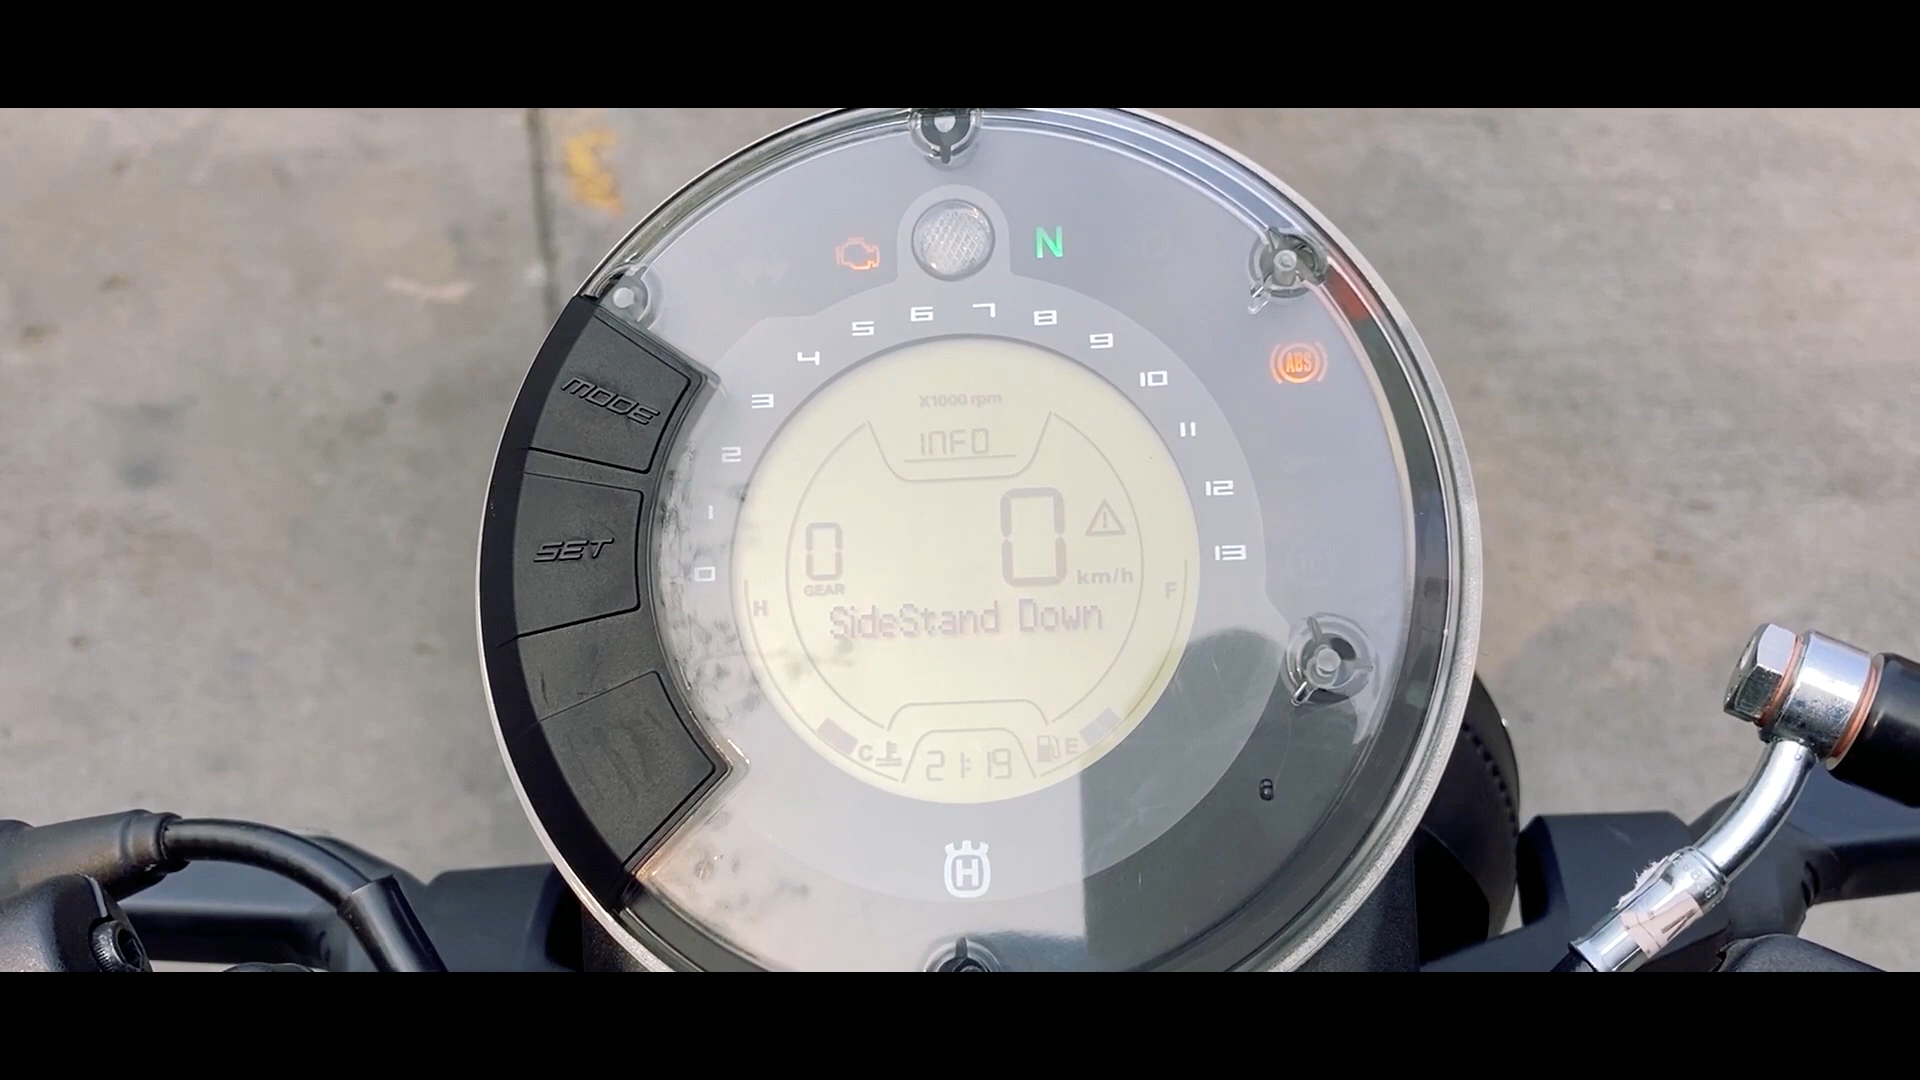 N
5 6 7 8
4 9
3 10
2 11
1 12
0 13
ABS
MODE
SET
X1000 rpm
INFO
0 0
GEAR km/h
H F
SideStand Down
C E
21:19
H